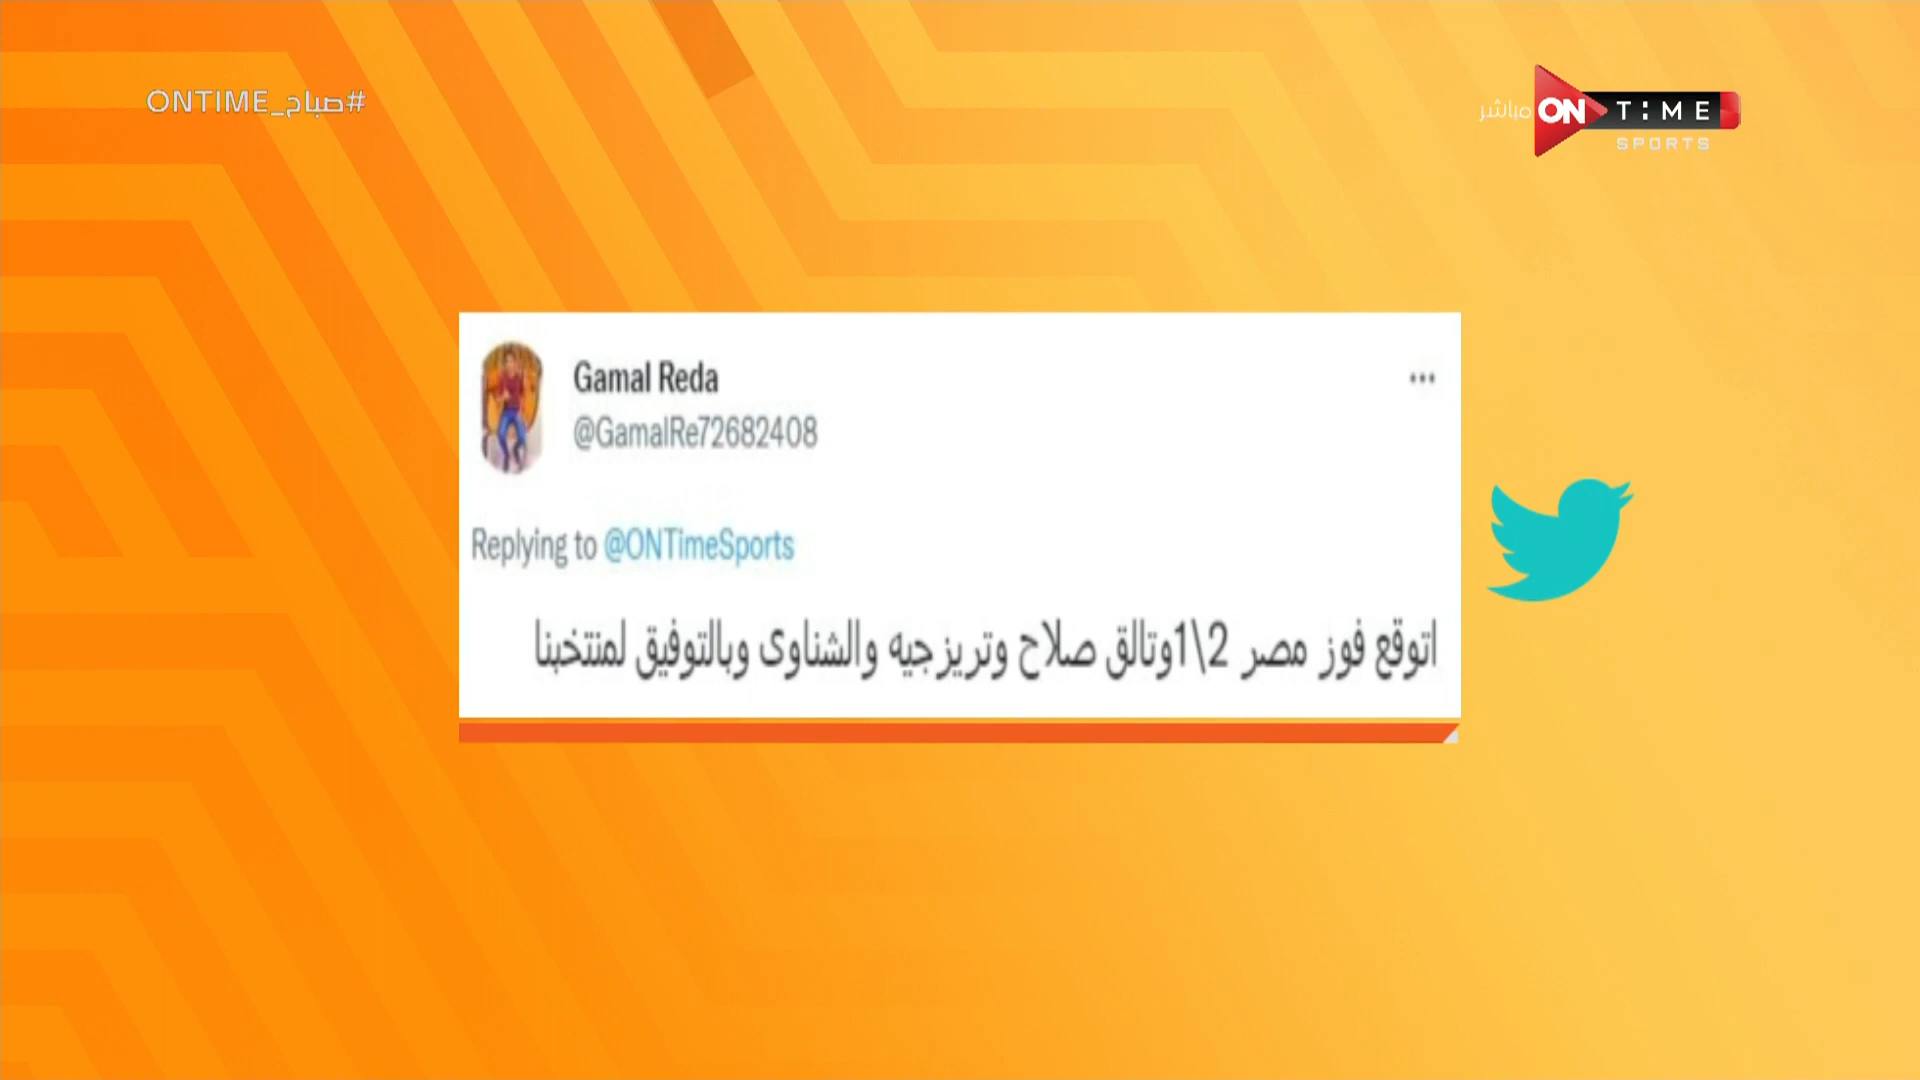 #صباح_ONTIME
مباشر ON TIME
SPORTS
Gamal Reda
@GamalRe72682408
Replying to @ONTimeSports
اتوقع فوز مصر 2\1وتالق صلاح وتريزجيه والشناوى وبالتوفيق لمنتخبنا